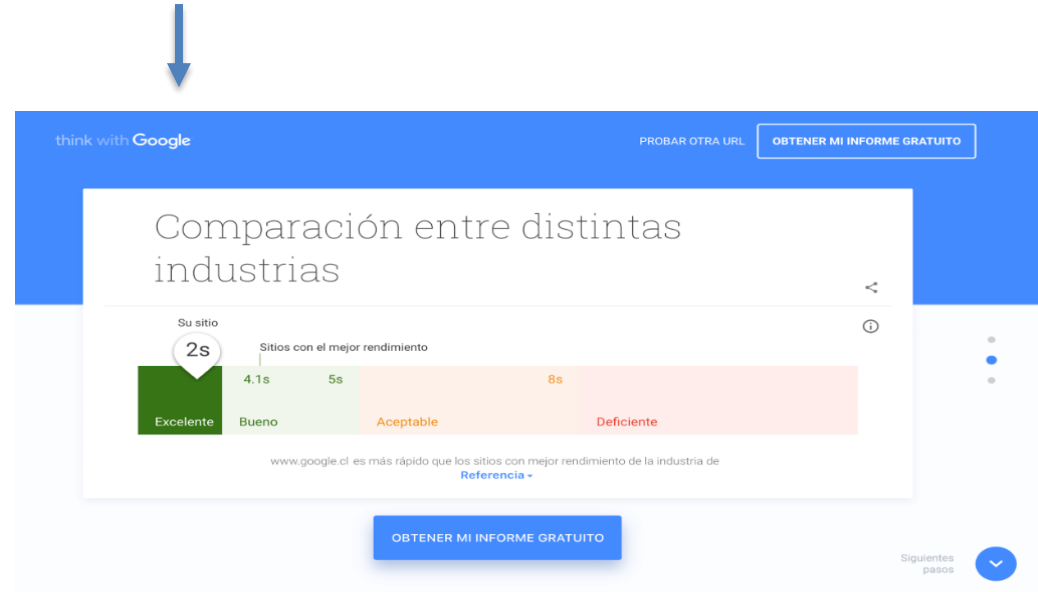 think with Google
PROBAR OTRA URL
OBTENER MI INFORME GRATUITO
Comparación entre distintas
industrias
Su sitio
2s
Sitios con el mejor rendimiento
4.1s
5s
8s
Excelente
Bueno
Aceptable
Deficiente
www.google.cl es más rápido que los sitios con mejor rendimiento de la industria de
Referencia
OBTENER MI INFORME GRATUITO
Siguientes
pasos